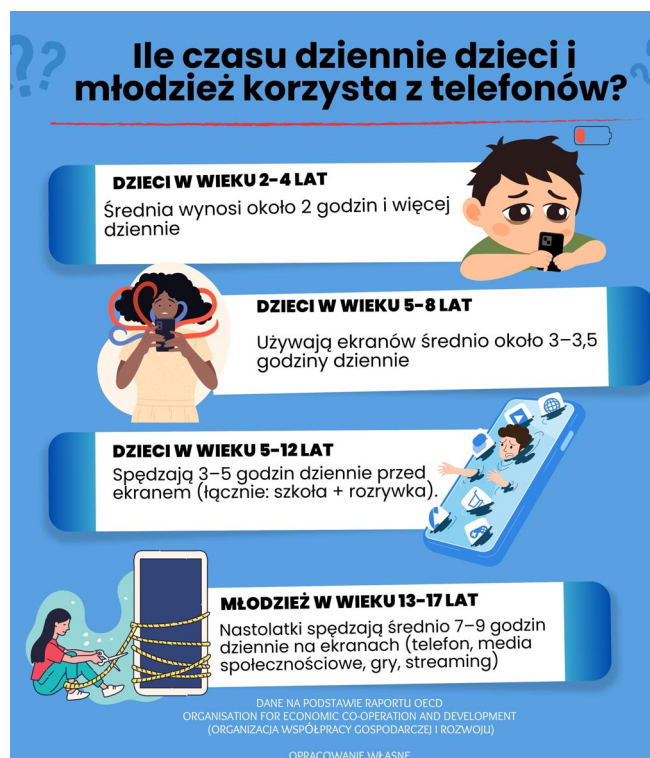 Ile czasu dziennie dzieci i
młodzież korzysta z telefonów?
DZIECI W WIEKU 2-4 LAT
Średnia wynosi około 2 godzin i więcej
dziennie
DZIECI W WIEKU 5-8 LAT
Używają ekranów średnio około 3–3,5
godziny dziennie
DZIECI W WIEKU 5-12 LAT
Spędzają 3–5 godzin dziennie przed
ekranem (łącznie: szkoła + rozrywka).
MŁODZIEŻ W WIEKU 13-17 LAT
Nastolatki spędzają średnio 7–9 godzin
dziennie na ekranach (telefon, media
społecznościowe, gry, streaming)
DANE NA PODSTAWIE RAPORTU OECD
ORGANISATION FOR ECONOMIC CO-OPERATION AND DEVELOPMENT
(ORGANIZACJA WSPÓŁPRACY GOSPODARCZEJ I ROZWOJU)
OPRACOWANIE WŁASNE